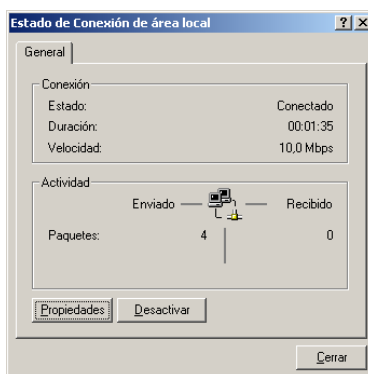 Estado de Conexión de área local
General
Conexión
Estado: Conectado
Duración: 00:01:35
Velocidad: 10,0 Mbps
Actividad
Enviado Recibido
Paquetes: 4 0
Propiedades Desactivar
Cerrar